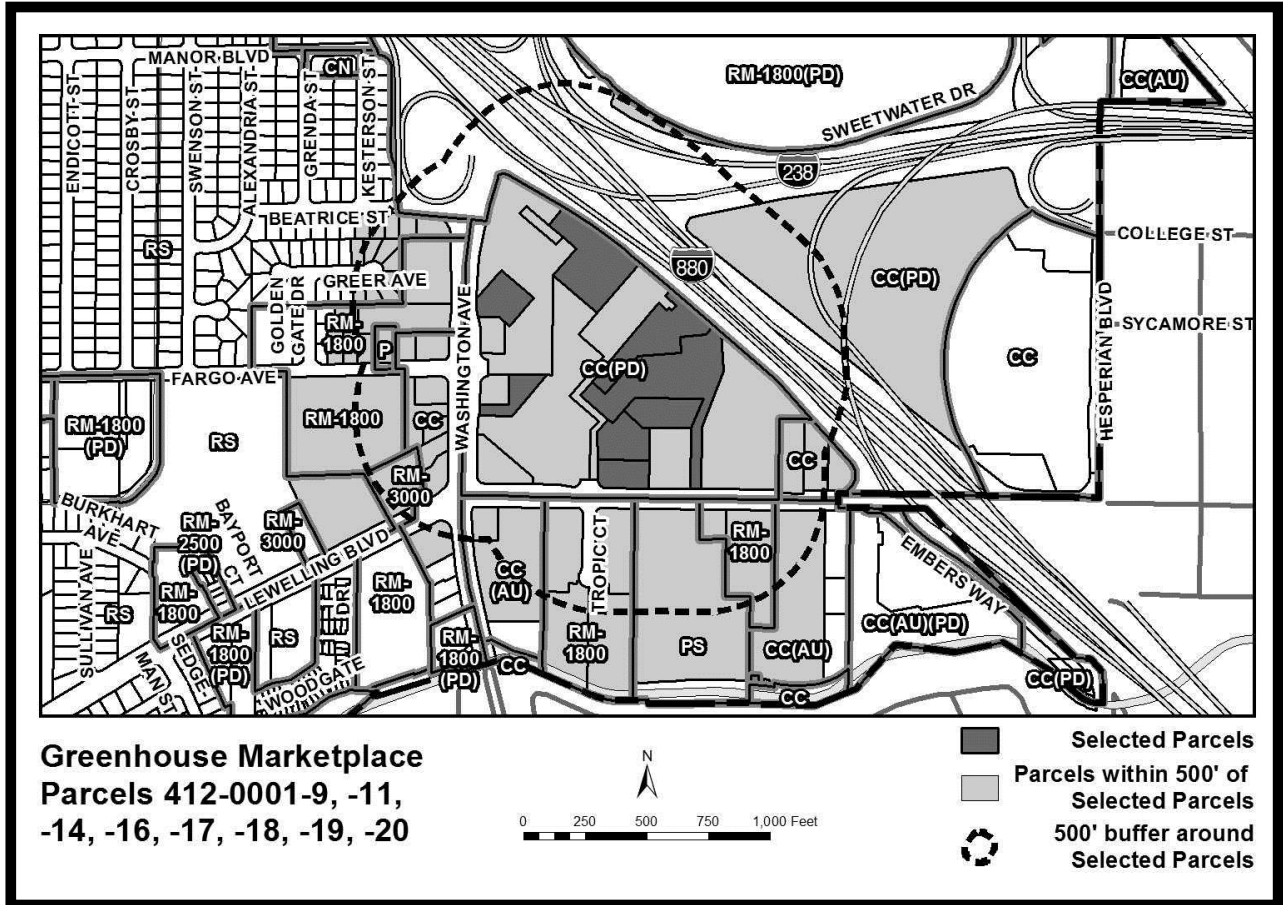 MANOR BLVD
CN
RM-1800(PD)
CC(AU)
SWEETWATER DR
ENDICOTT ST
CROSBY ST
SWENSON ST
ALEXANDRIA ST
GRENDA ST
KESTERSON ST
238
BEATRICE ST
RS
COLLEGE ST
880
GREER AVE
CC(PD)
GOLDEN
GATE DR
WASHINGTON AVE
HESPERIAN BLVD
SYCAMORE ST
RM-
1800
P
CC
CC(PD)
FARGO AVE
RM-1800
(PD)
RS
RM-1800
CC
CC
RM-
3000
BURKHART
AVE
BAYPORT
CT
RM-
2500
(PD)
RM-
3000
LEWELLING BLVD
TROPIC CT
RM-
1800
EMBERS WAY
SULLIVAN AVE
RS
RM-
1800
RS
RM-
1800
CC
(AU)
RM-
1800
(PD)
RM-
1800
(PD)
CC
RM-
1800
PS
CC(AU)
CC(AU)(PD)
SEDGE
MAN ST
WOODGATE
DR
CC
CC(PD)
Greenhouse Marketplace
Parcels 412-0001-9, -11,
-14, -16, -17, -18, -19, -20
N
0 250 500 750 1,000 Feet
Selected Parcels
Parcels within 500' of
Selected Parcels
500' buffer around
Selected Parcels